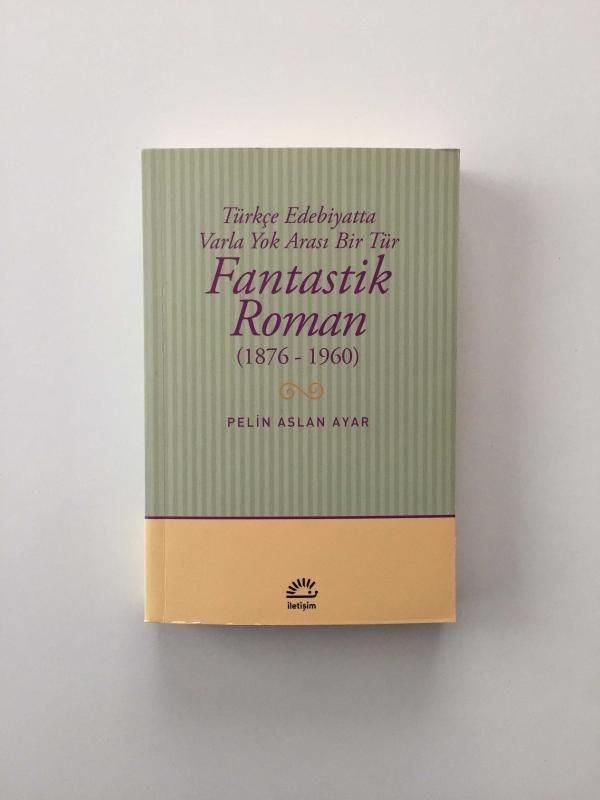 Türkçe Edebiyatta
Varla Yok Arası Bir Tür
Fantastik
Roman
(1876 - 1960)
PELİN ASLAN AYAR
iletişim